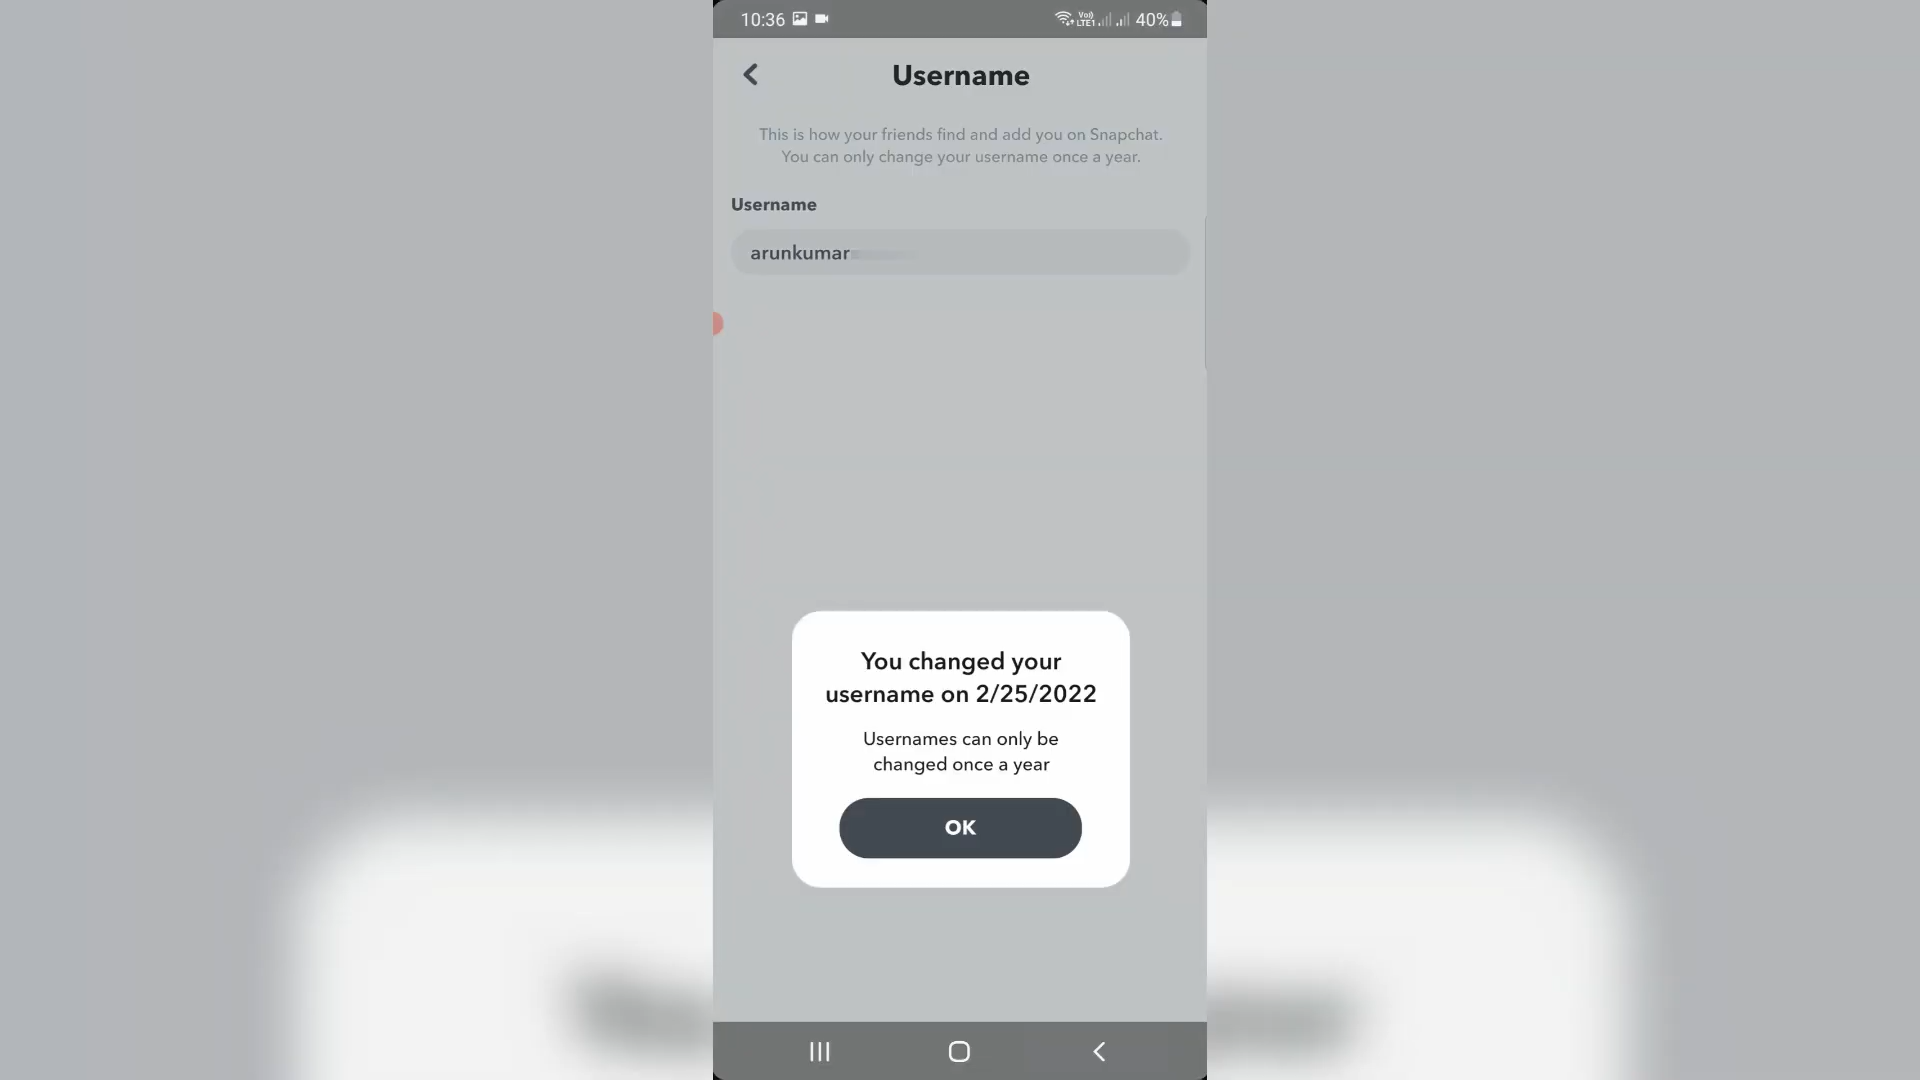 10:36 Vo)) LTE1 40%
Username
This is how your friends find and add you on Snapchat.
You can only change your username once a year.
Username
arunkumar
You changed your
username on 2/25/2022
Usernames can only be
changed once a year
OK